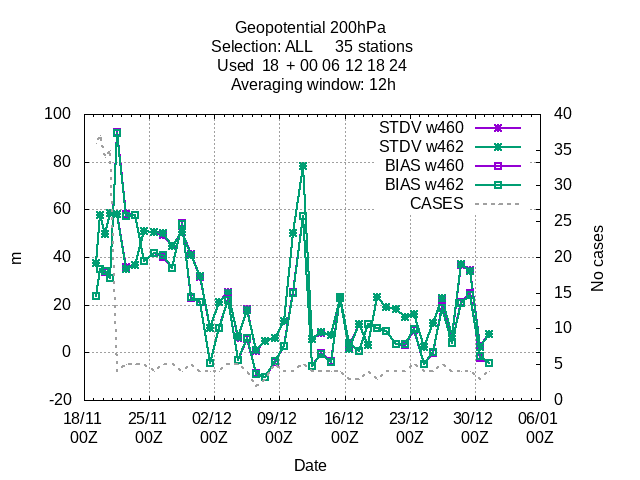 Geopotential 200hPa
Selection: ALL     35 stations
Used  18  + 00 06 12 18 24
Averaging window: 12h
STDV w460
STDV w462
BIAS w460
BIAS w462
CASES
100
80
60
40
20
0
-20
m
40
35
30
25
20
15
10
5
0
No cases
18/11 25/11 02/12 09/12 16/12 23/12 30/12 06/01
00Z 00Z 00Z 00Z 00Z 00Z 00Z 00Z
Date